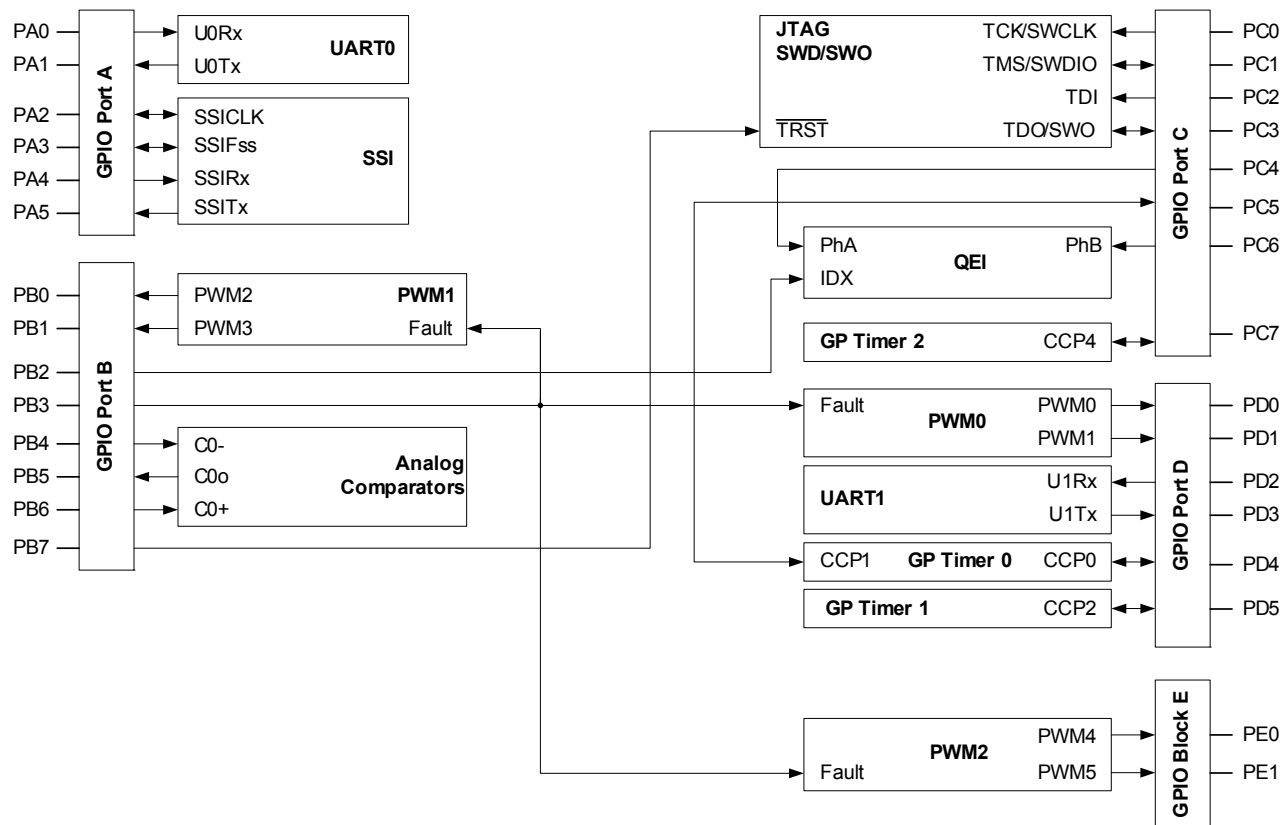 PA0
PA1
PA2
PA3
PA4
PA5
GPIO Port A
U0Rx
U0Tx
UART0
SSICLK
SSIFss
SSIRx
SSITx
SSI
PB0
PB1
PB2
PB3
PB4
PB5
PB6
PB7
GPIO Port B
PWM2
PWM3
PWM1
Fault
C0-
C0o
C0+
Analog
Comparators
JTAG
SWD/SWO
TRST
TCK/SWCLK
TMS/SWDIO
TDI
TDO/SWO
PhA
IDX
QEI
PhB
GP Timer 2
CCP4
GPIO Port C
PC0
PC1
PC2
PC3
PC4
PC5
PC6
PC7
Fault
PWM0
PWM0
PWM1
UART1
U1Rx
U1Tx
CCP1
GP Timer 0
CCP0
GP Timer 1
CCP2
GPIO Port D
PD0
PD1
PD2
PD3
PD4
PD5
Fault
PWM2
PWM4
PWM5
GPIO Block E
PE0
PE1